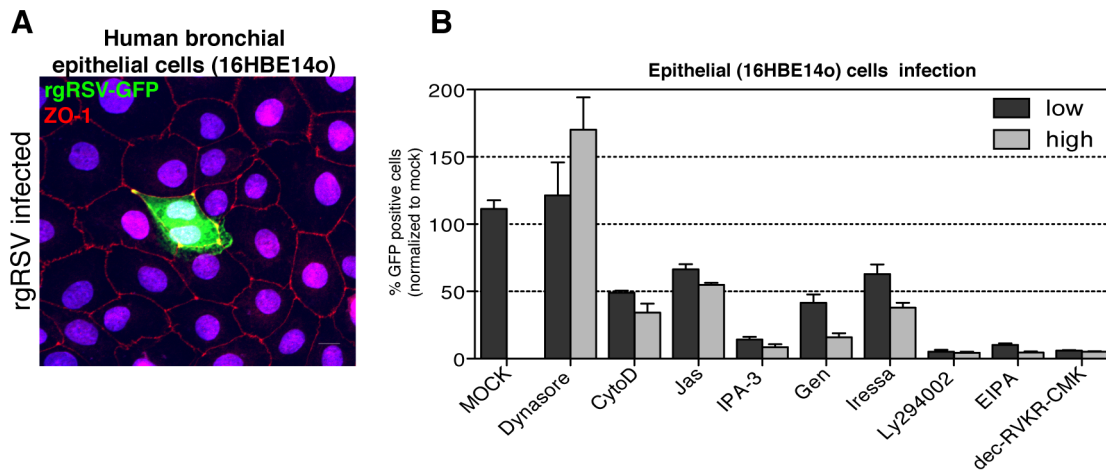 A
Human bronchial
epithelial cells (16HBE14o)
rgRSV-GFP
ZO-1
rgRSV infected
B
Epithelial (16HBE14o) cells infection
% GFP positive cells
(normalized to mock)
200
150
100
50
0
low
high
MOCK
Dynasore
CytoD
Jas
IPA-3
Gen
Iressa
Ly294002
EIPA
dec-RVKR-CMK